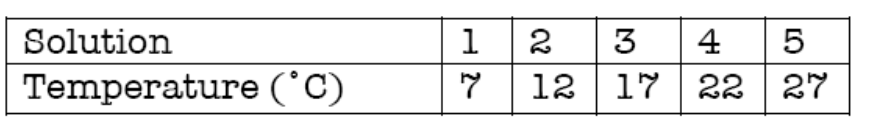 Solution 1 2 3 4 5
Temperature (°C) 7 12 17 22 27